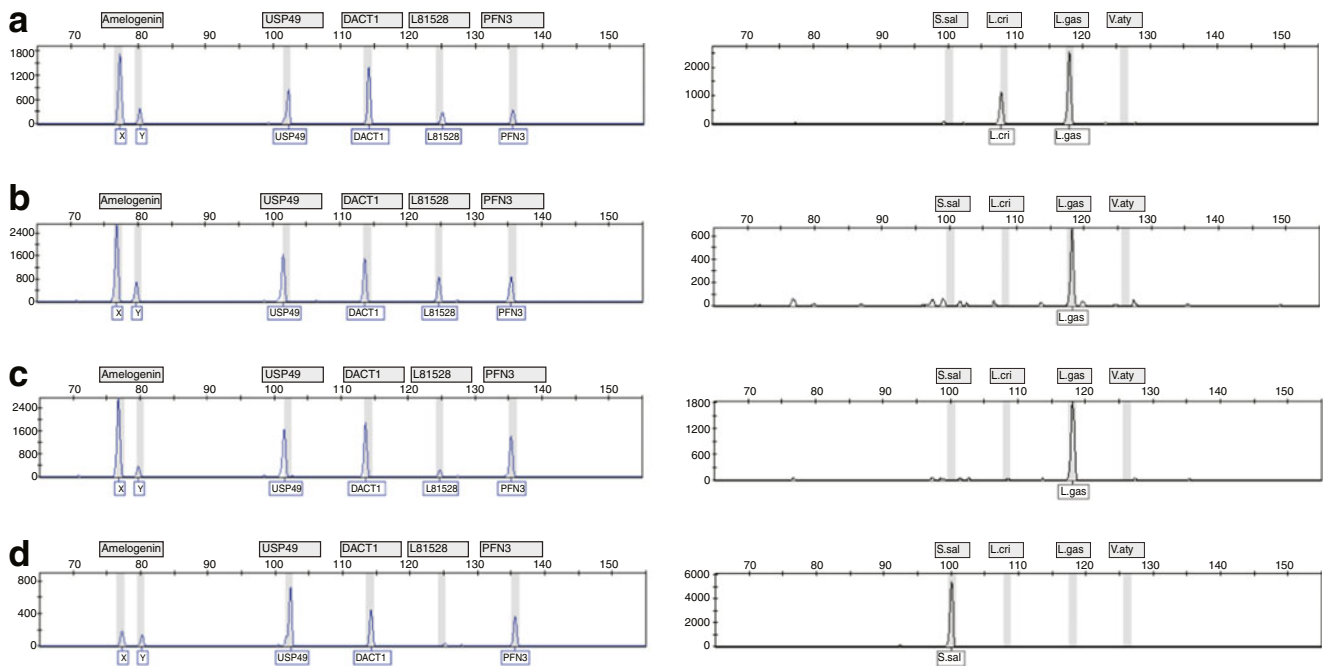 a
Amelogenin USP49 DACT1 L81528 PFN3
70 80 90 100 110 120 130 140 150
1800
1200
600
0
X Y USP49 DACT1 L81528 PFN3
S.sal L.cri L.gas V.aty
70 80 90 100 110 120 130 140 150
2000
1000
0
L.cri L.gas
b
Amelogenin USP49 DACT1 L81528 PFN3
70 80 90 100 110 120 130 140 150
2400
1600
800
0
X Y USP49 DACT1 L81528 PFN3
S.sal L.cri L.gas V.aty
70 80 90 100 110 120 130 140 150
600
400
200
0
L.gas
c
Amelogenin USP49 DACT1 L81528 PFN3
70 80 90 100 110 120 130 140 150
2400
1600
800
0
X Y USP49 DACT1 L81528 PFN3
S.sal L.cri L.gas V.aty
70 80 90 100 110 120 130 140 150
1800
1200
600
0
L.gas
d
Amelogenin USP49 DACT1 L81528 PFN3
70 80 90 100 110 120 130 140 150
800
400
0
X Y USP49 DACT1 PFN3
S.sal L.cri L.gas V.aty
70 80 90 100 110 120 130 140 150
6000
4000
2000
0
S.sal